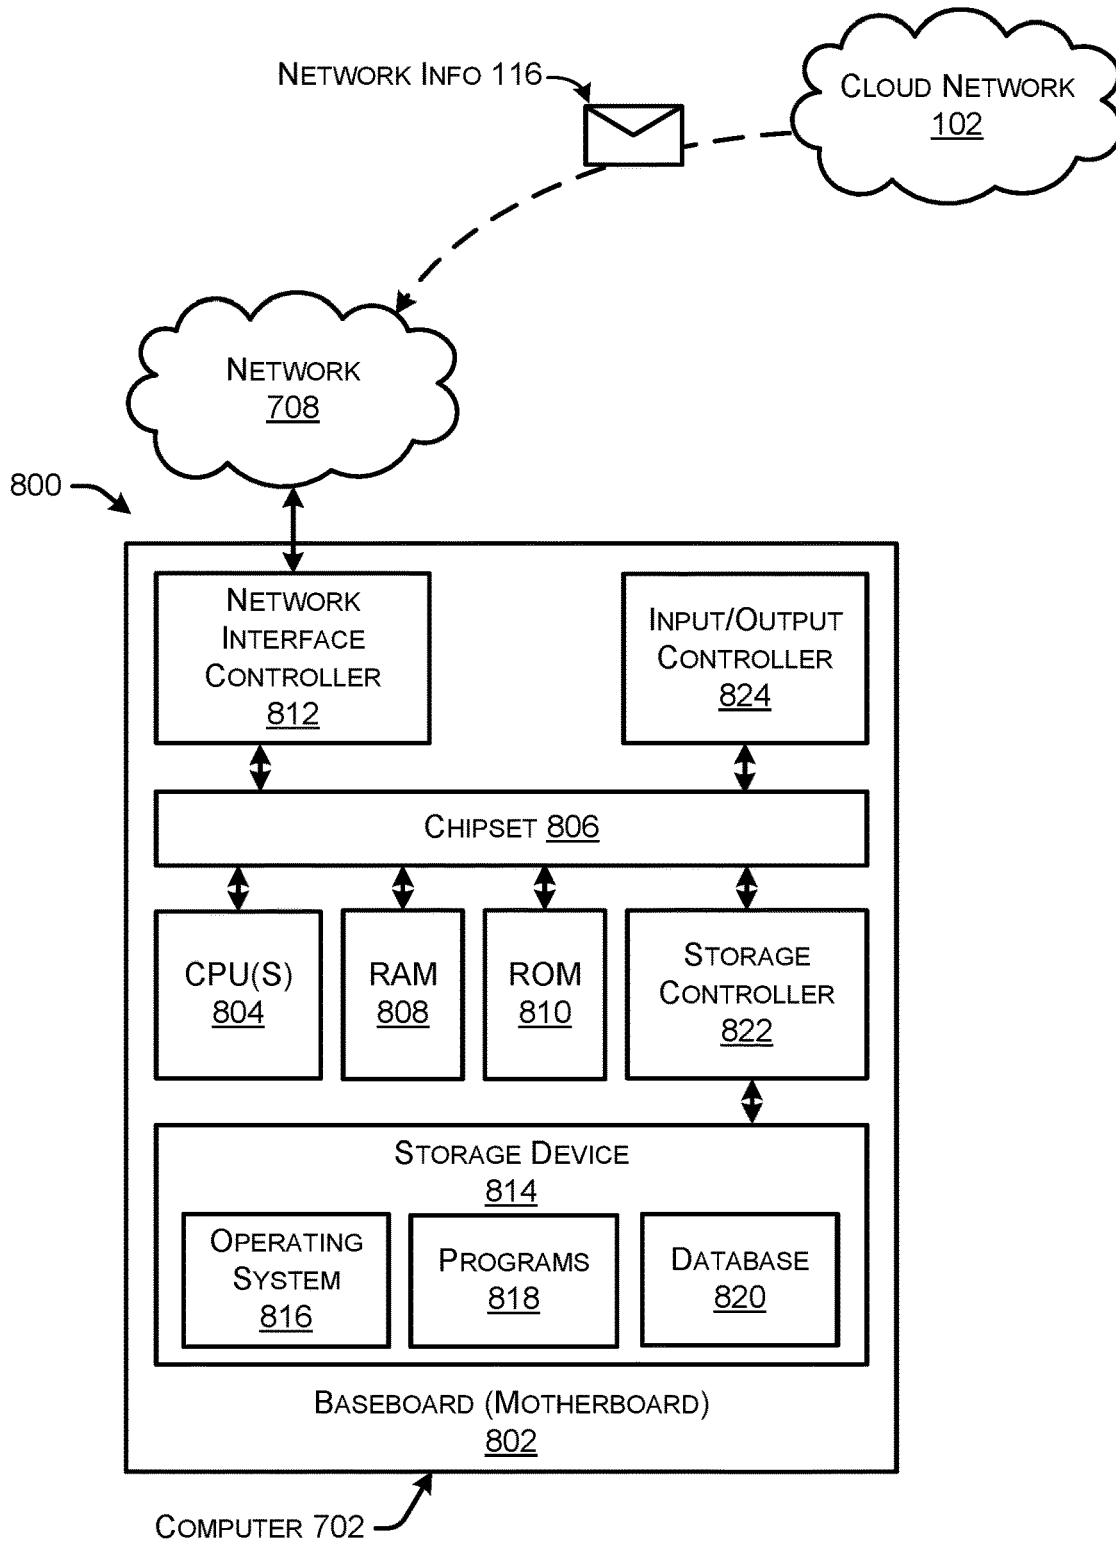 NETWORK INFO 116
CLOUD NETWORK
102
NETWORK
708
800
NETWORK
INTERFACE
CONTROLLER
812
INPUT/OUTPUT
CONTROLLER
824
CHIPSET 806
CPU(S)
804
RAM
808
ROM
810
STORAGE
CONTROLLER
822
STORAGE DEVICE
814
OPERATING
SYSTEM
816
PROGRAMS
818
DATABASE
820
BASEBOARD (MOTHERBOARD)
802
COMPUTER 702